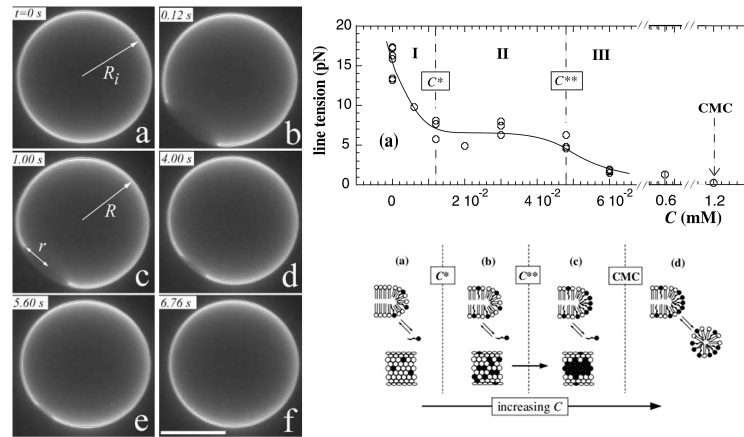 t=0 s
R_i
a
0.12 s
b
1.00 s
R
r
c
4.00 s
d
5.60 s
e
6.76 s
f
line tension (pN)
20
15
10
5
0
I
II
III
C*
C**
CMC
(a)
0
2 10^-2
4 10^-2
6 10^-2
0.6
1.2
C (mM)
(a)
C*
(b)
C**
(c)
CMC
(d)
increasing C